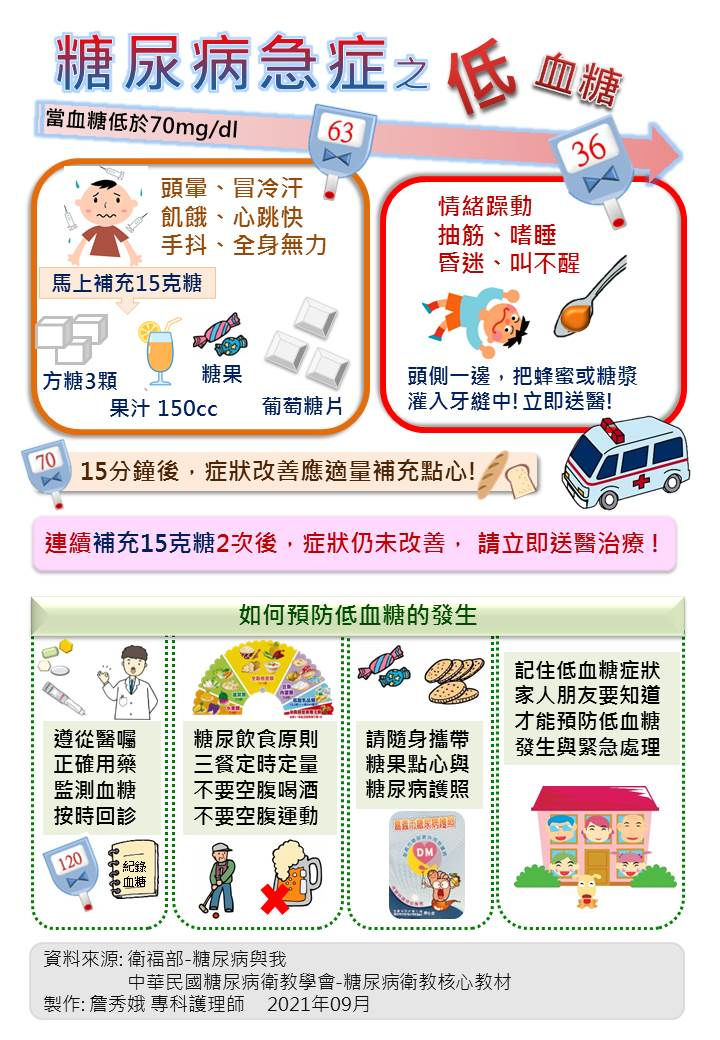 糖尿病急症之低血糖
當血糖低於70mg/dl
63
36
頭暈、冒冷汗
飢餓、心跳快
手抖、全身無力
馬上補充15克糖
方糖3顆
果汁 150cc
糖果
葡萄糖片
情緒躁動
抽筋、嗜睡
昏迷、叫不醒
頭側一邊，把蜂蜜或糖漿
灌入牙縫中! 立即送醫!
70
15分鐘後，症狀改善應適量補充點心!
連續補充15克糖2次後，症狀仍未改善， 請立即送醫治療！
如何預防低血糖的發生
遵從醫囑
正確用藥
監測血糖
按時回診
120
紀錄
血糖
糖尿飲食原則
三餐定時定量
不要空腹喝酒
不要空腹運動
請隨身攜帶
糖果點心與
糖尿病護照
嘉義市糖尿病護照
DM
記住低血糖症狀
家人朋友要知道
才能預防低血糖
發生與緊急處理
資料來源: 衛福部-糖尿病與我
中華民國糖尿病衛教學會-糖尿病衛教核心教材
製作: 詹秀娥 專科護理師 2021年09月